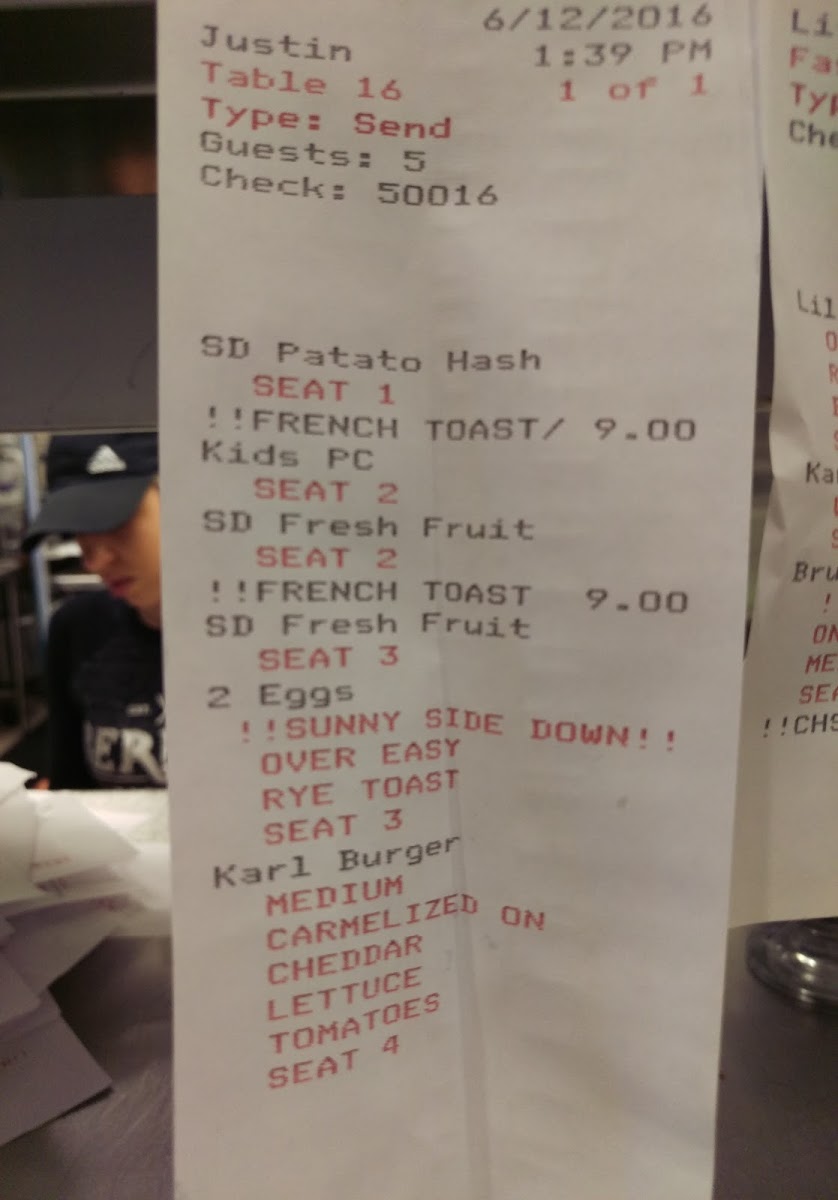 6/12/2016
Justin 1:39 PM
Table 16 1 of 1
Type: Send
Guests: 5
Check: 50016
SD Patato Hash
SEAT 1
!!FRENCH TOAST/ 9.00
Kids PC
SEAT 2
SD Fresh Fruit
SEAT 2
!!FRENCH TOAST 9.00
SD Fresh Fruit
SEAT 3
2 Eggs
!!SUNNY SIDE DOWN!!
OVER EASY
RYE TOAST
SEAT 3
Karl Burger
MEDIUM
CARMELIZED ON
CHEDDAR
LETTUCE
TOMATOES
SEAT 4